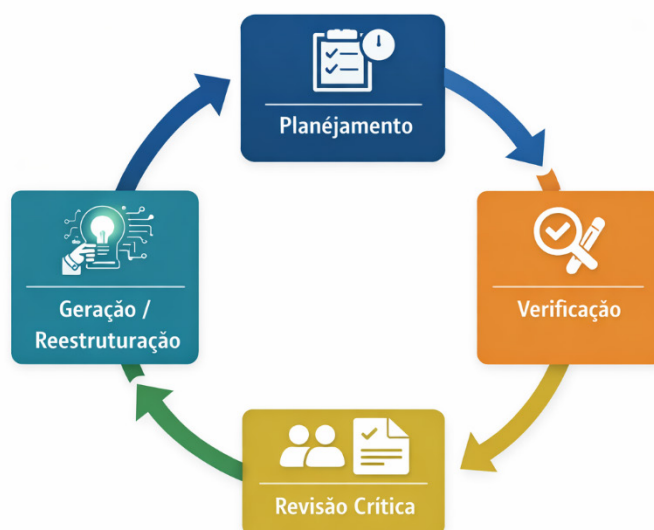 Planéjamento
Verificação
Revisão Crítica
Geração /
Reestruturação